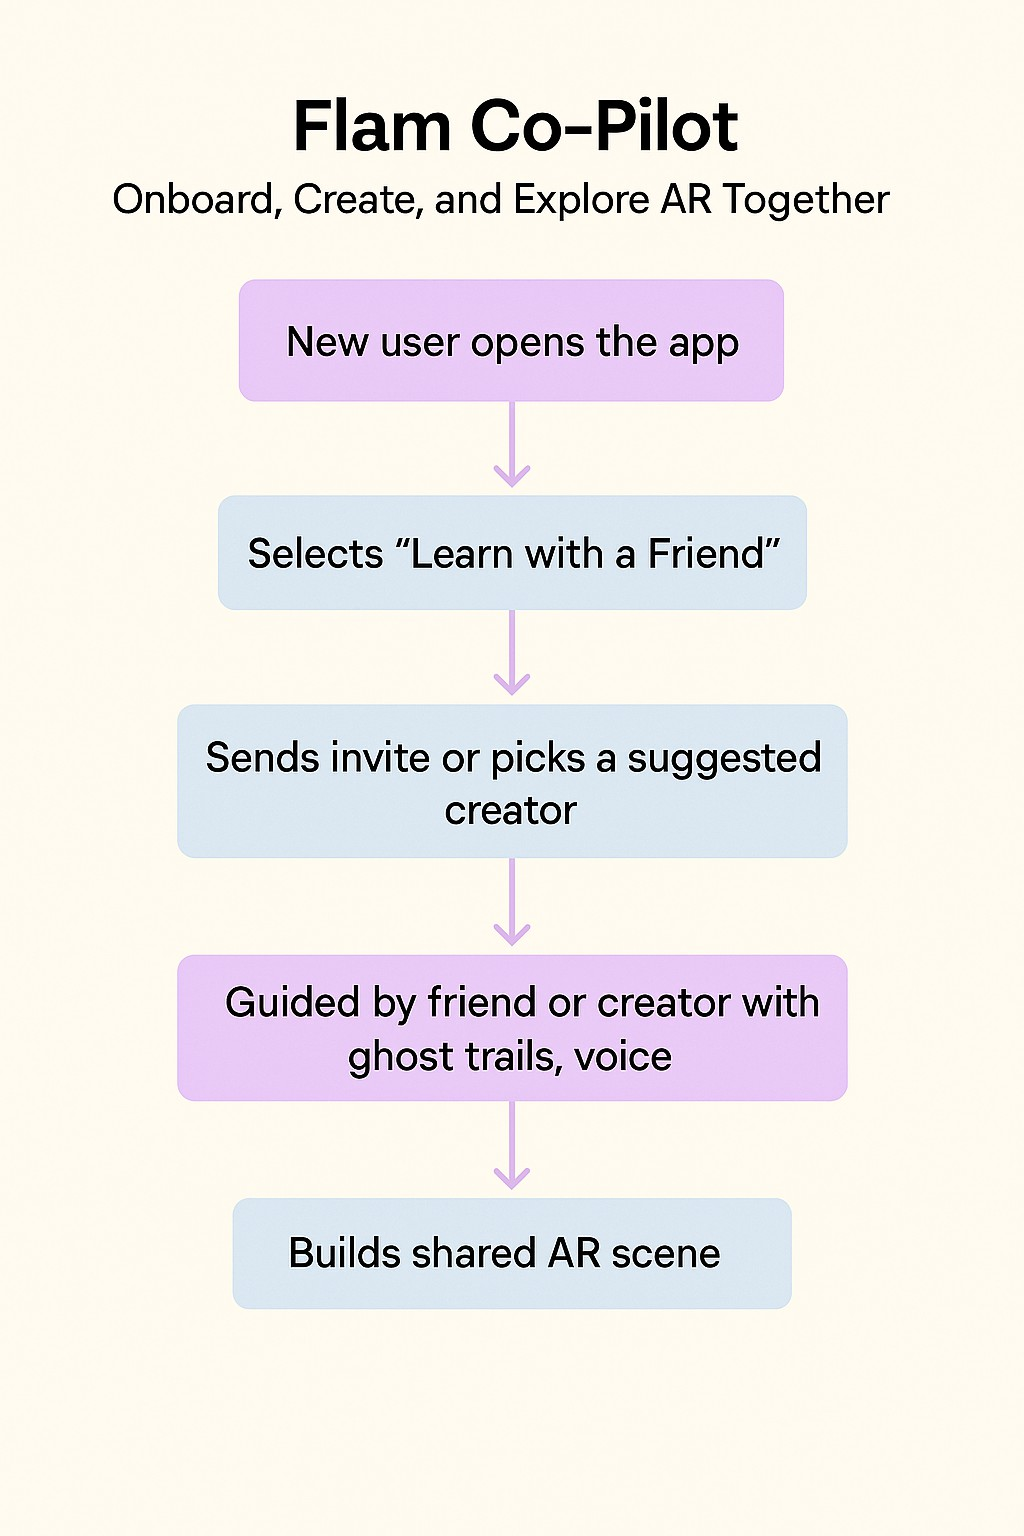 Flam Co-Pilot
Onboard, Create, and Explore AR Together
New user opens the app
Selects “Learn with a Friend”
Sends invite or picks a suggested
creator
Guided by friend or creator with
ghost trails, voice
Builds shared AR scene